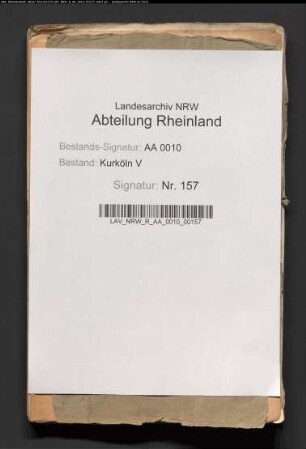 Landesarchiv NRW
Abteilung Rheinland
Bestands-Signatur: AA 0010
Bestand: Kurköln V
Signatur: Nr. 157
LAV_NRW_R_AA_0010_00157